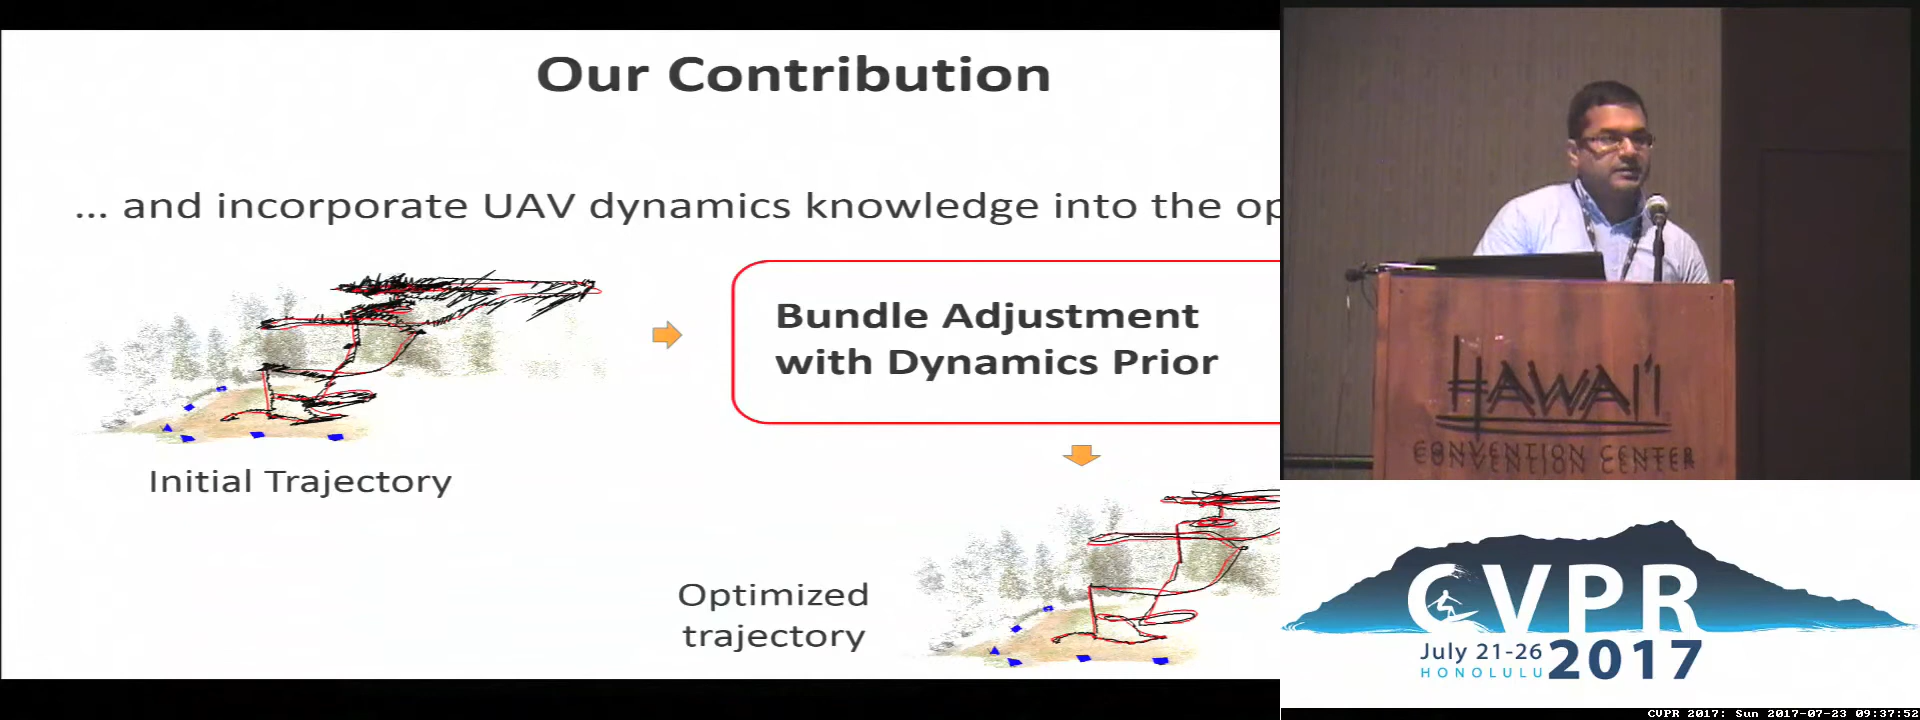 Our Contribution
... and incorporate UAV dynamics knowledge into the op
Bundle Adjustment
with Dynamics Prior
Initial Trajectory
Optimized
trajectory
HAWAI'I
CONVENTION CENTER
CVPR
July 21-26
HONOLULU
2017
CVPR 2017: Sun 2017-07-23 09:37:52